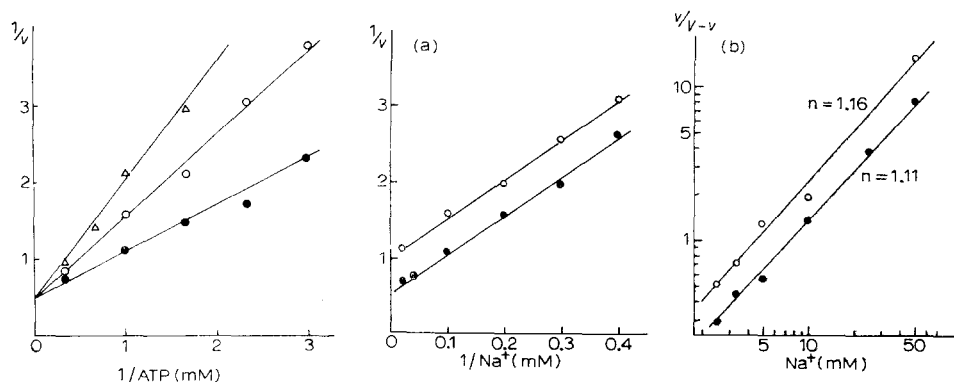 1/v
3
2
1
0
1
2
3
1/ATP (mM)
1/v
(a)
3
2
1
0
0.1
0.2
0.3
0.4
1/Na+ (mM)
v/V-v
(b)
10
5
1
n = 1.16
n = 1.11
5
10
50
Na+ (mM)